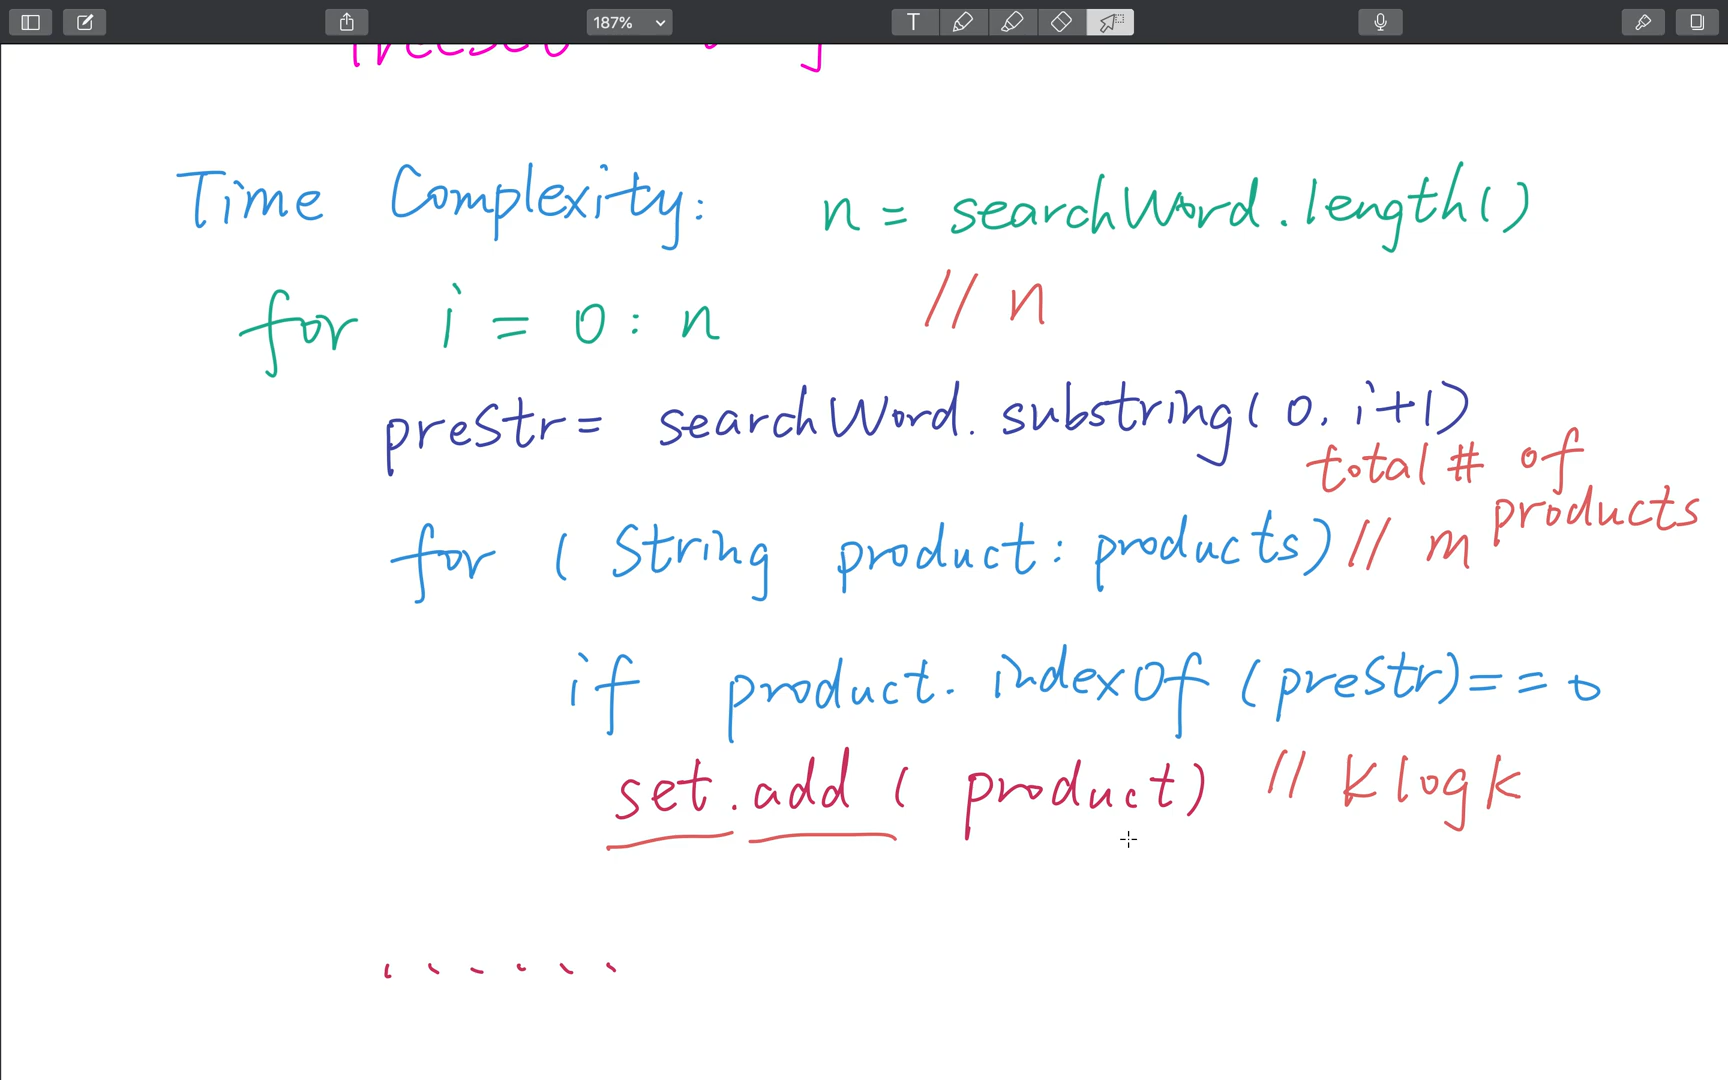 187%
T
Time Complexity: n = searchWord.length()
for i = 0 : n // n
preStr = searchWord.substring(0, i+1)
total # of
products
for ( String product : products) // m
if product.indexOf (preStr) == 0
set.add ( product) // k log k
......